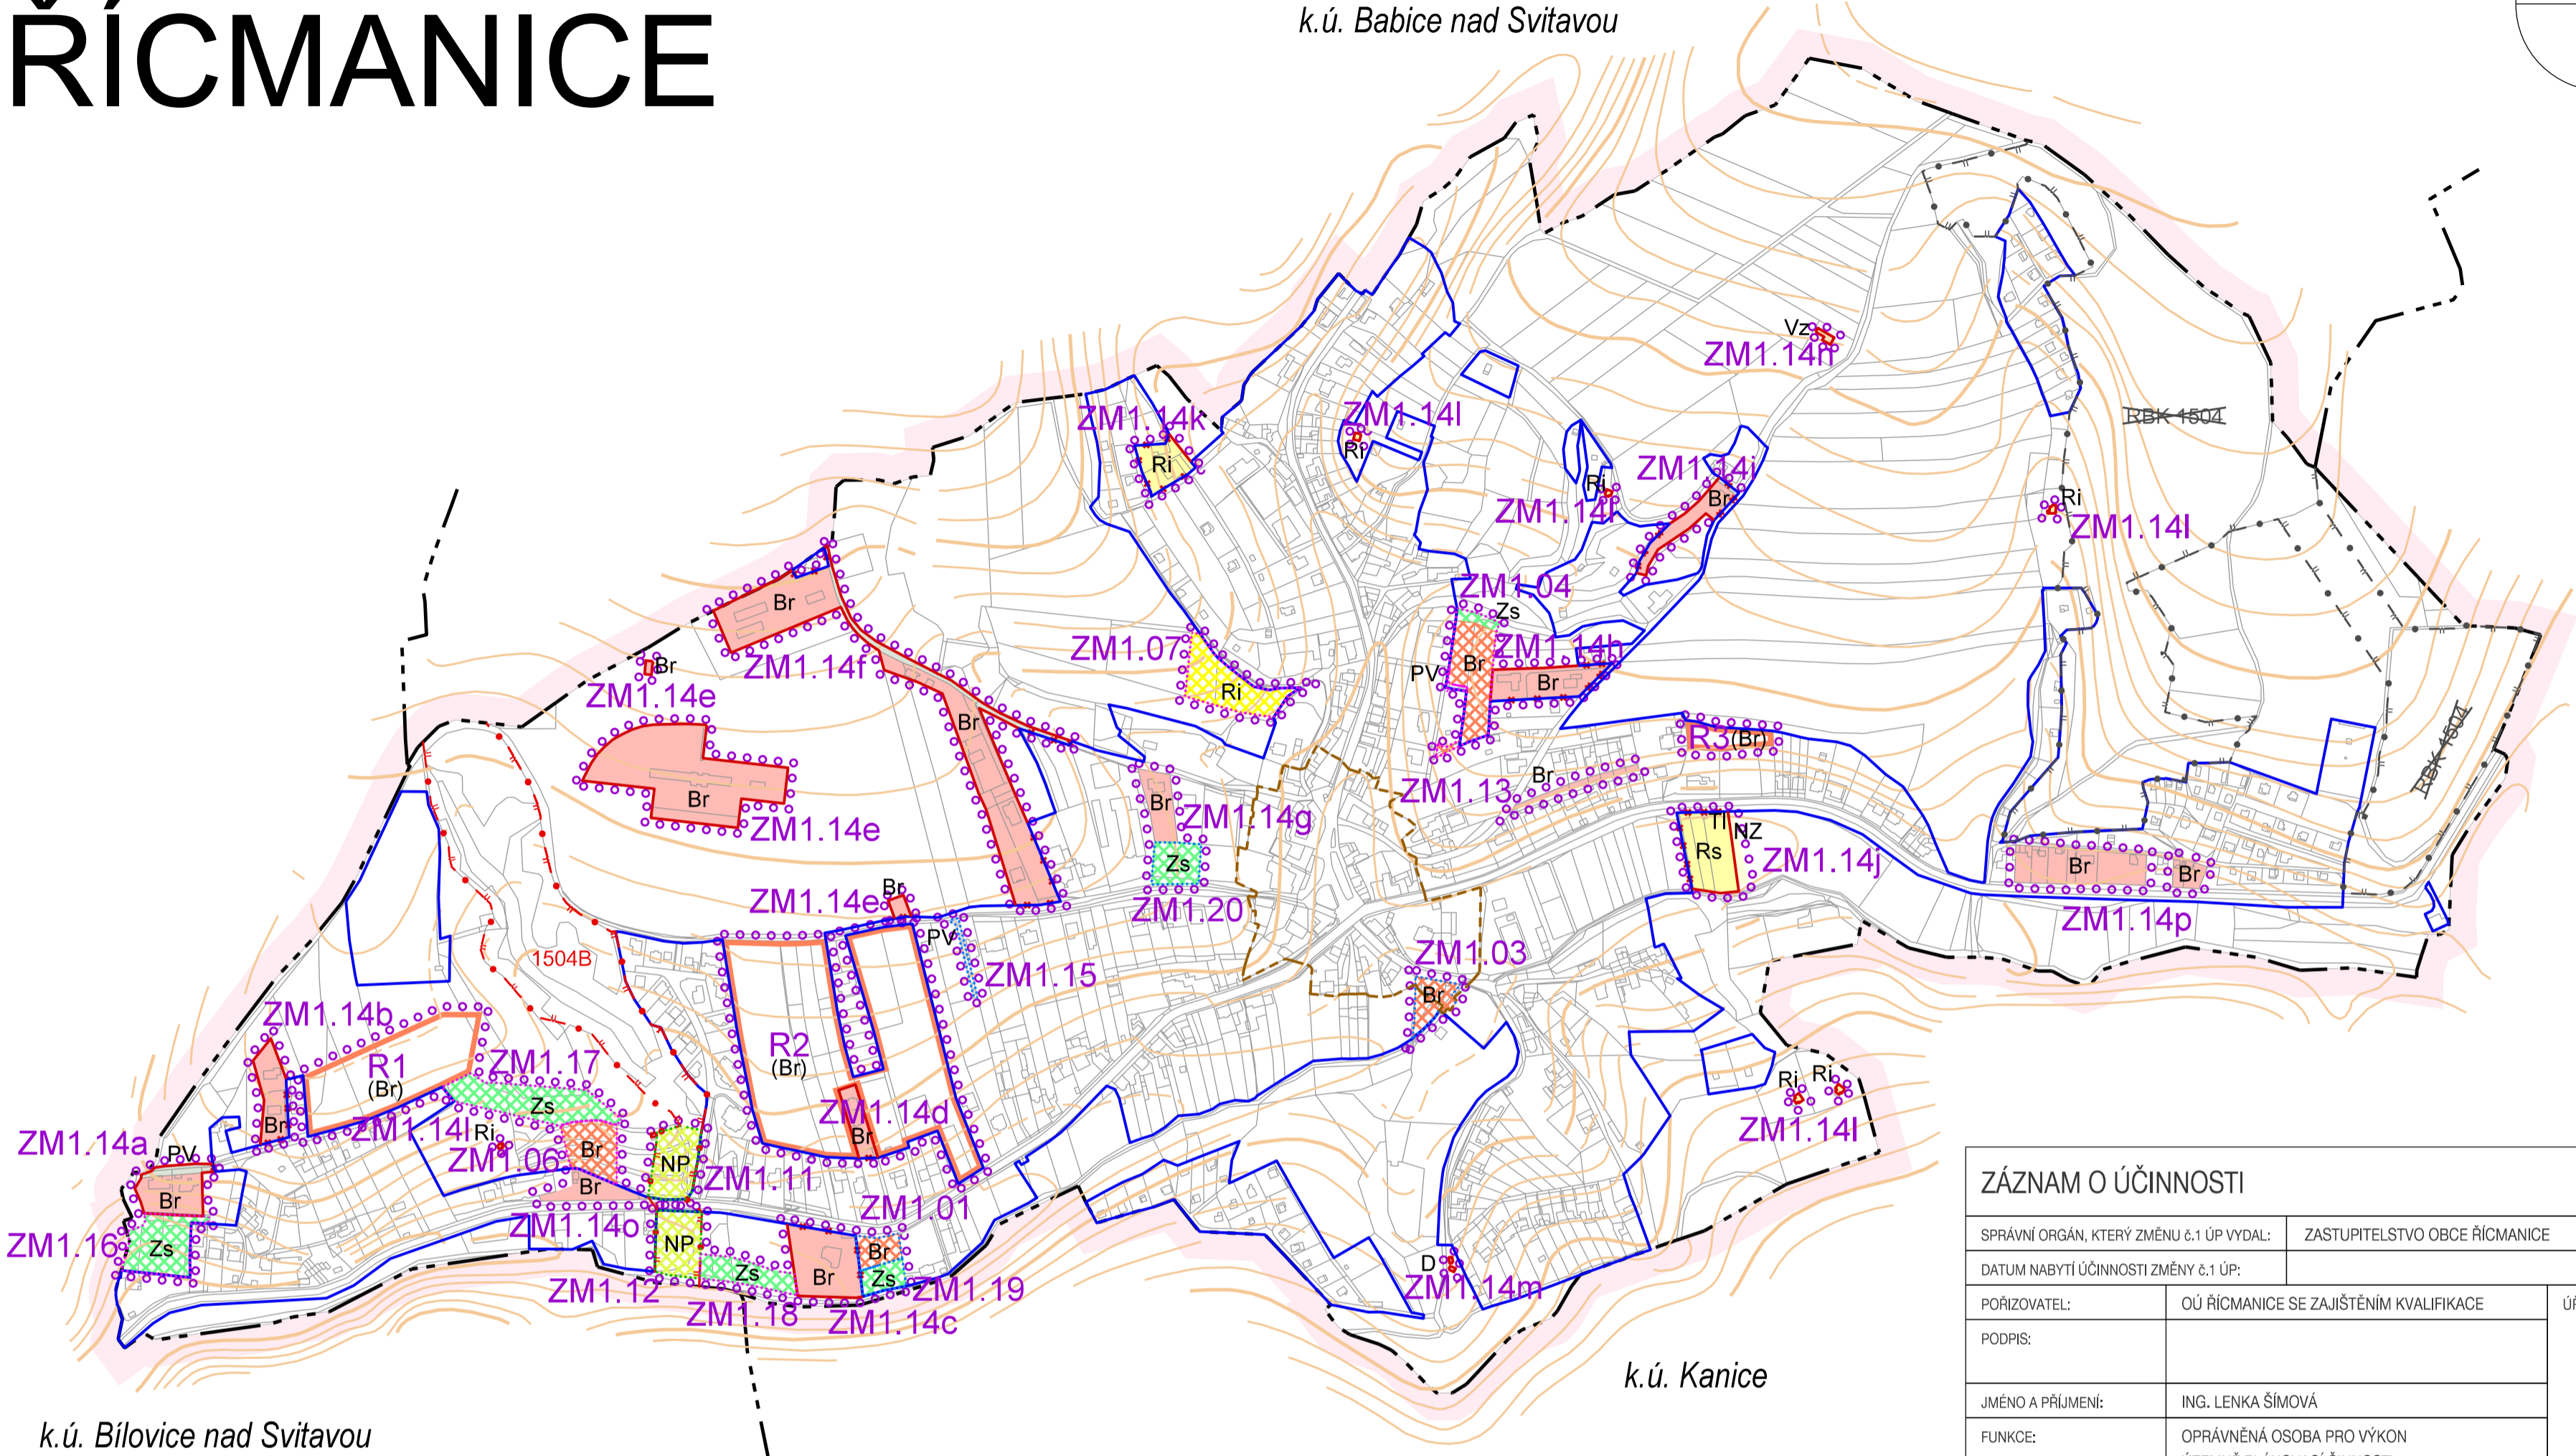 ŘÍCMANICE
k.ú. Babice nad Svitavou
Vz
ZM1.14n
RBK 1504
ZM1.14k
Ri
ZM1.14l
Ri
ZM1.14i
Br
Ri
ZM1.14l
Ri
ZM1.14l
Br
ZM1.14f
Br
ZM1.14e
ZM1.04
Zs
ZM1.07
Ri
ZM1.14h
PV
Br
Br
Br
R3
(Br)
RBK 1504
Br
ZM1.14e
Br
ZM1.14g
ZM1.13
Br
Zs
ZM1.20
TI
NZ
Rs
ZM1.14j
Br
Br
ZM1.14p
Br
ZM1.14e
PV
ZM1.15
1504B
ZM1.03
Br
ZM1.14b
R1
(Br)
ZM1.17
Zs
R2
(Br)
Br
ZM1.14l
Ri
ZM1.14d
Br
Ri
Ri
ZM1.14l
ZM1.14a
PV
Br
ZM1.06
Br
NP
ZM1.11
Br
ZM1.14o
ZM1.01
ZM1.16
Zs
NP
Br
Zs
Br
Zs
ZM1.19
ZM1.12
ZM1.18
ZM1.14c
D
ZM1.14m
k.ú. Kanice
k.ú. Bílovice nad Svitavou
ZÁZNAM O ÚČINNOSTI
SPRÁVNÍ ORGÁN, KTERÝ ZMĚNU č.1 ÚP VYDAL: ZASTUPITELSTVO OBCE ŘÍCMANICE
DATUM NABYTÍ ÚČINNOSTI ZMĚNY č.1 ÚP:
POŘIZOVATEL: OÚ ŘÍCMANICE SE ZAJIŠTĚNÍM KVALIFIKACE
PODPIS:
JMÉNO A PŘÍJMENÍ: ING. LENKA ŠÍMOVÁ
FUNKCE: OPRÁVNĚNÁ OSOBA PRO VÝKON